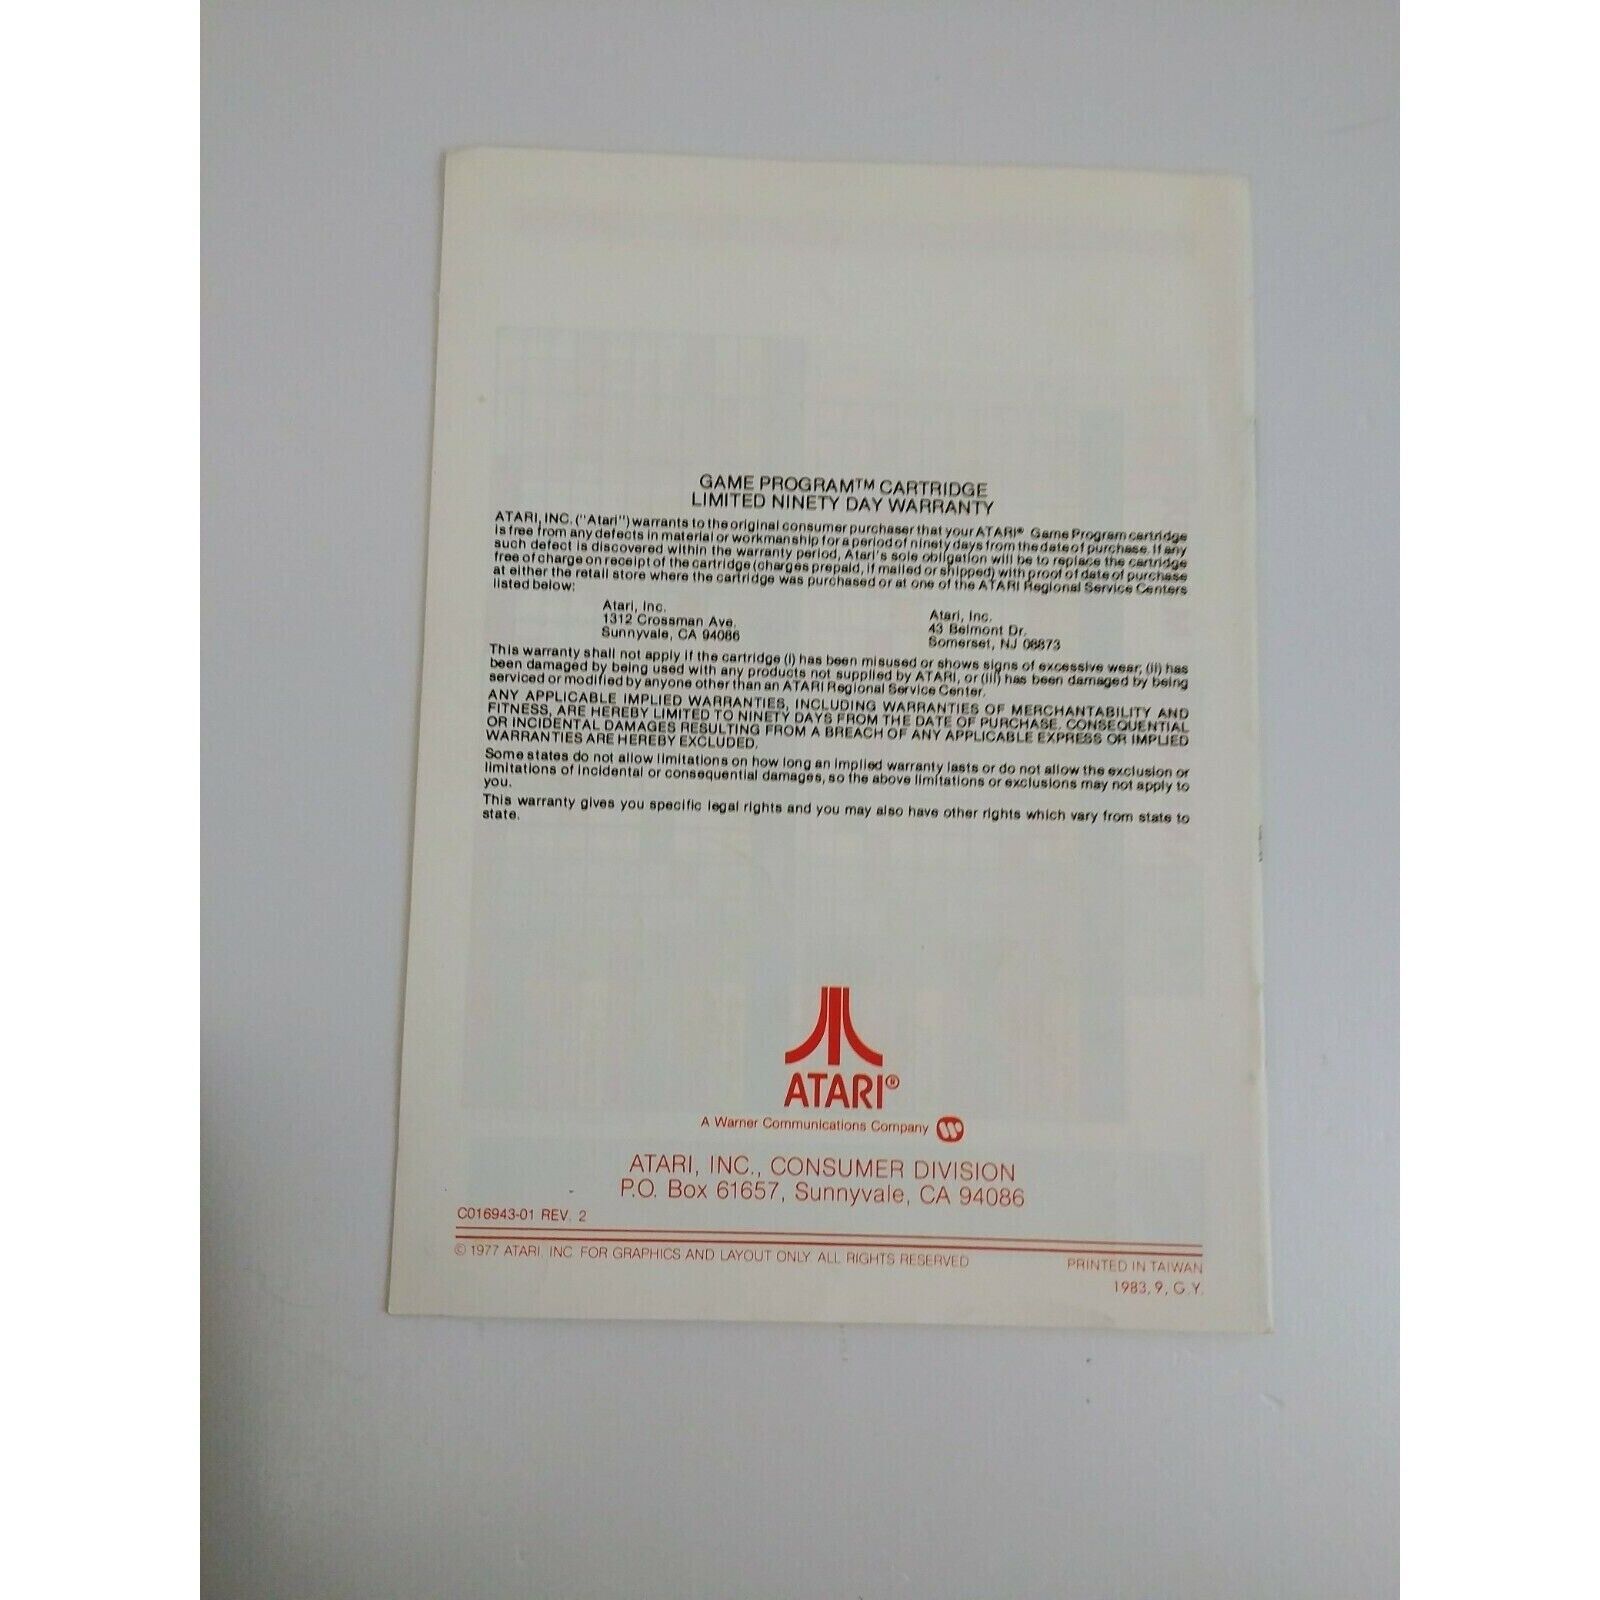 GAME PROGRAM™ CARTRIDGE
LIMITED NINETY DAY WARRANTY
ATARI, INC. ("Atari") warrants to the original consumer purchaser that your ATARI® Game Program cartridge
is free from any defects in material or workmanship for a period of ninety days from the date of purchase. If any
such defect is discovered within the warranty period, Atari's sole obligation will be to replace the cartridge
free of charge on receipt of the cartridge (charges prepaid, if mailed or shipped) with proof of date of purchase
at either the retail store where the cartridge was purchased or at one of the ATARI Regional Service Centers
listed below:
Atari, Inc.
1312 Crossman Ave.
Sunnyvale, CA 94086
Atari, Inc.
43 Belmont Dr.
Somerset, NJ 08873
This warranty shall not apply if the cartridge (i) has been misused or shows signs of excessive wear; (ii) has
been damaged by being used with any products not supplied by ATARI, or (iii) has been damaged by being
serviced or modified by anyone other than an ATARI Regional Service Center.
ANY APPLICABLE IMPLIED WARRANTIES, INCLUDING WARRANTIES OF MERCHANTABILITY AND
FITNESS, ARE HEREBY LIMITED TO NINETY DAYS FROM THE DATE OF PURCHASE. CONSEQUENTIAL
OR INCIDENTAL DAMAGES RESULTING FROM A BREACH OF ANY APPLICABLE EXPRESS OR IMPLIED
WARRANTIES ARE HEREBY EXCLUDED.
Some states do not allow limitations on how long an implied warranty lasts or do not allow the exclusion or
limitations of incidental or consequential damages, so the above limitations or exclusions may not apply to
you.
This warranty gives you specific legal rights and you may also have other rights which vary from state to
state.
ATARI®
A Warner Communications Company
ATARI, INC., CONSUMER DIVISION
P.O. Box 61657, Sunnyvale, CA 94086
C016943-01 REV. 2
© 1977 ATARI, INC. FOR GRAPHICS AND LAYOUT ONLY. ALL RIGHTS RESERVED
PRINTED IN TAIWAN
1983, 9, G.Y.